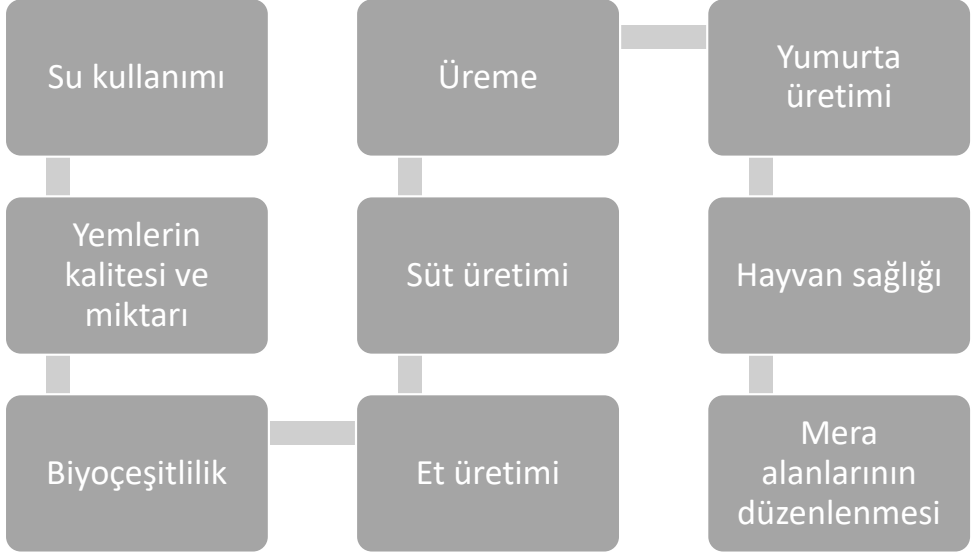 Su kullanımı
Yemlerin
kalitesi ve
miktarı
Biyoçeşitlilik
Et üretimi
Süt üretimi
Üreme
Yumurta
üretimi
Hayvan sağlığı
Mera
alanlarının
düzenlenmesi